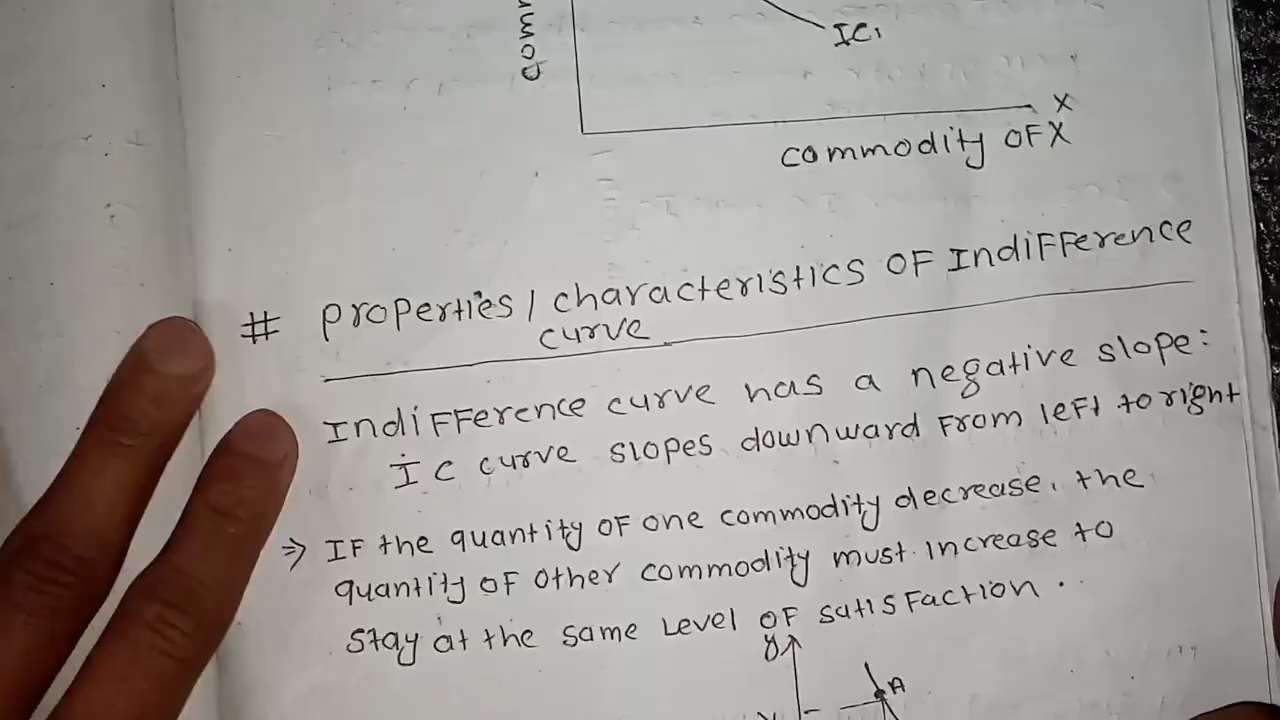 IC₁
X
commodity OF X
# properties / characteristics OF Indifference
curve
Indifference curve has a negative slope:
IC curve slopes downward From left to right
⇒ IF the quantity OF one commodity decrease, the
quantity OF other commodity must increase to
stay at the same Level OF satisfaction .
y
A